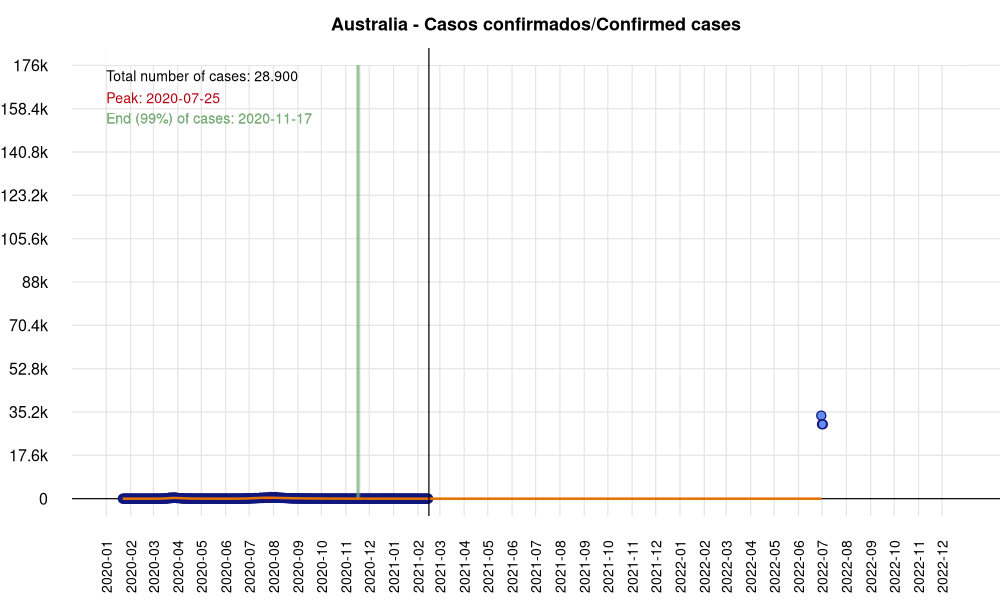 Australia - Casos confirmados/Confirmed cases
176k
158.4k
140.8k
123.2k
105.6k
88k
70.4k
52.8k
35.2k
17.6k
0
Total number of cases: 28.900
Peak: 2020-07-25
End (99%) of cases: 2020-11-17
2020-01
2020-02
2020-03
2020-04
2020-05
2020-06
2020-07
2020-08
2020-09
2020-10
2020-11
2020-12
2021-01
2021-02
2021-03
2021-04
2021-05
2021-06
2021-07
2021-08
2021-09
2021-10
2021-11
2021-12
2022-01
2022-02
2022-03
2022-04
2022-05
2022-06
2022-07
2022-08
2022-09
2022-10
2022-11
2022-12